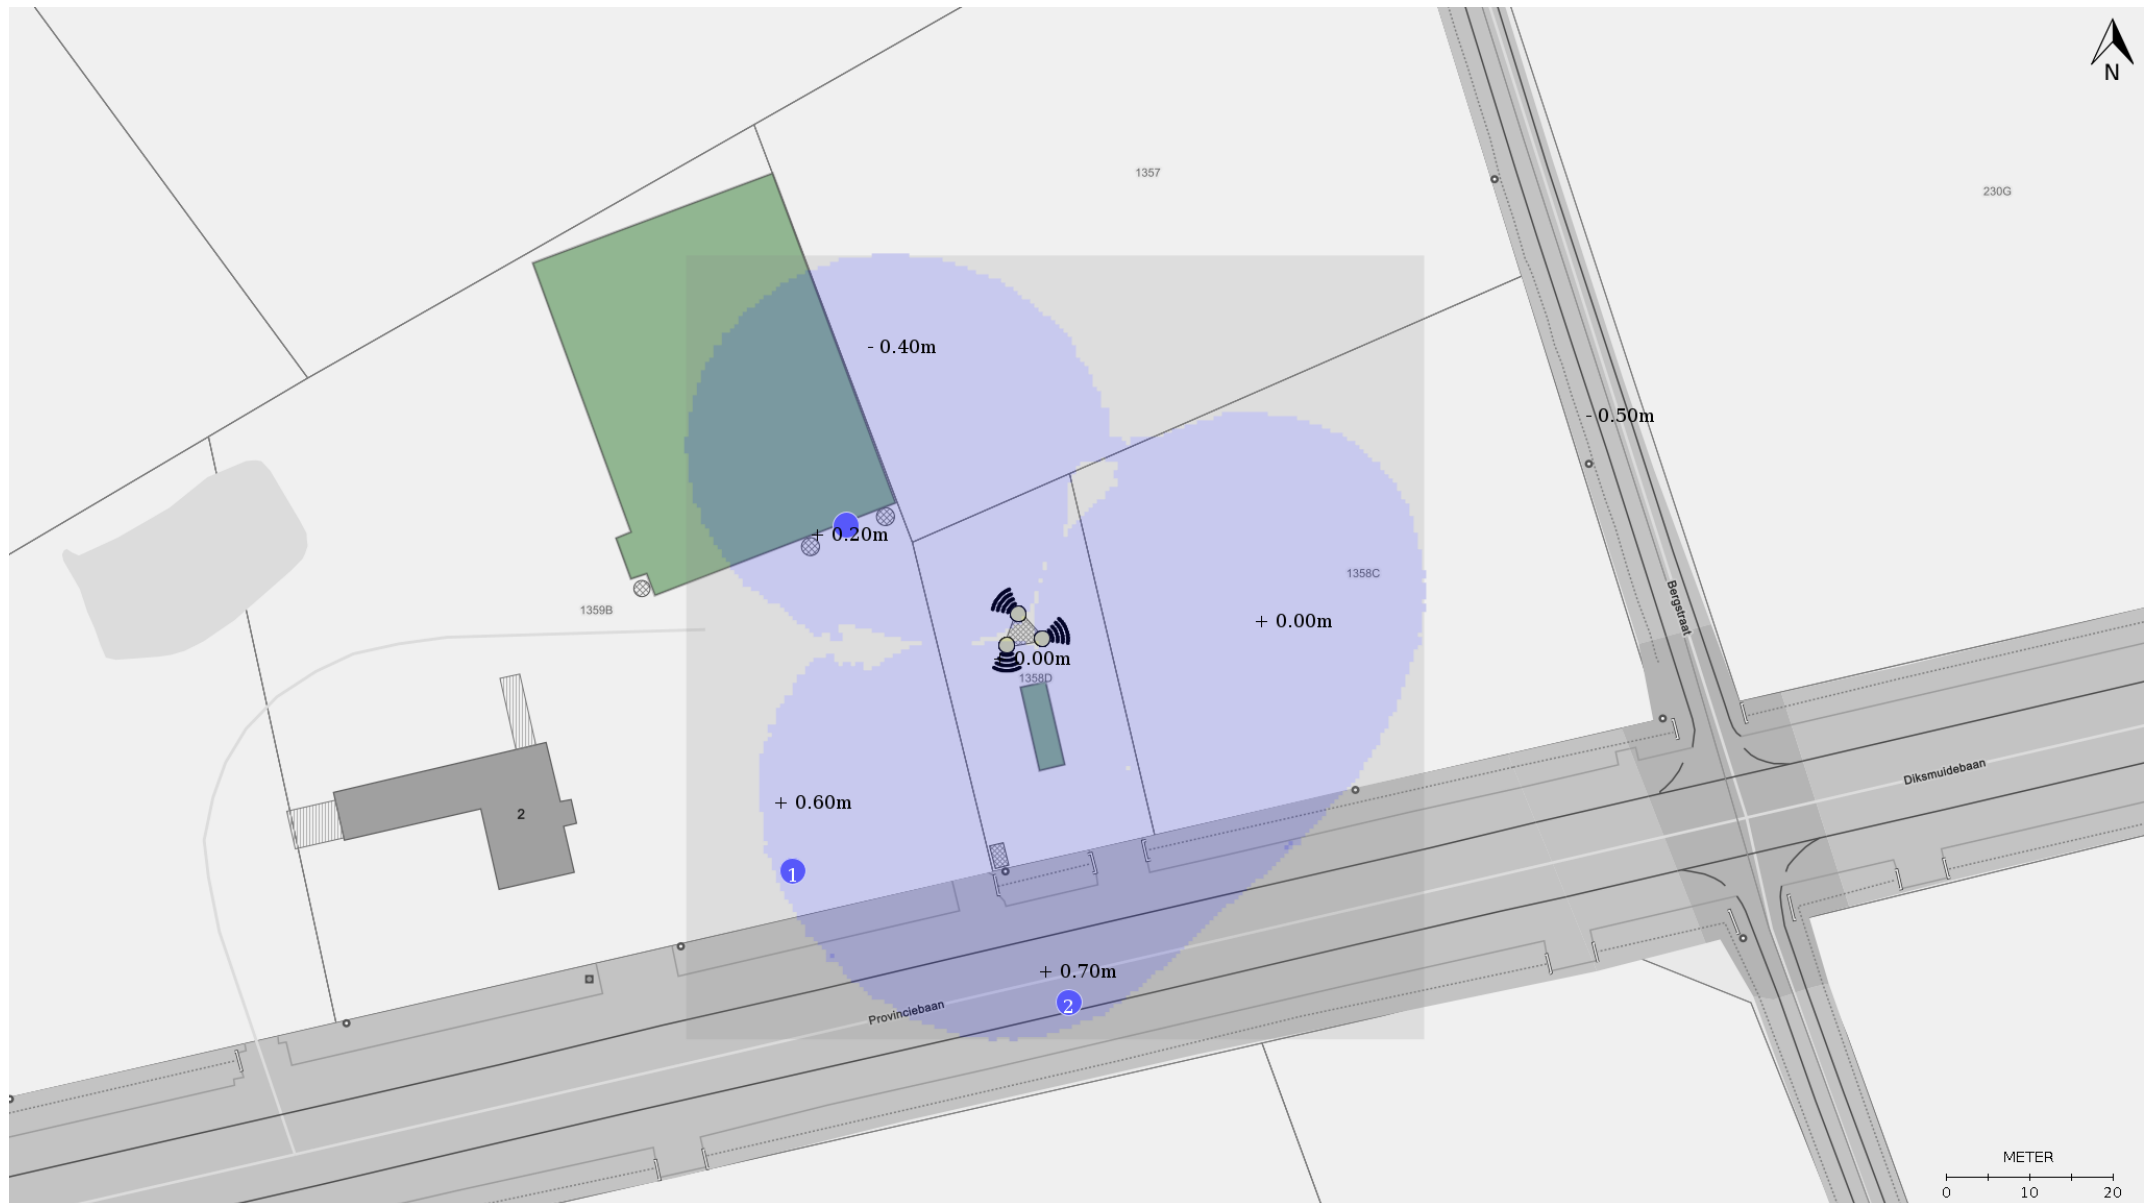 N
1357
230G
- 0.40m
- 0.50m
+ 0.20m
1358C
Bergstraat
1359B
+ 0.00m
0.00m
1358D
Diksmuidebaan
+ 0.60m
2
1
+ 0.70m
2
Provinciebaan
METER
0 10 20